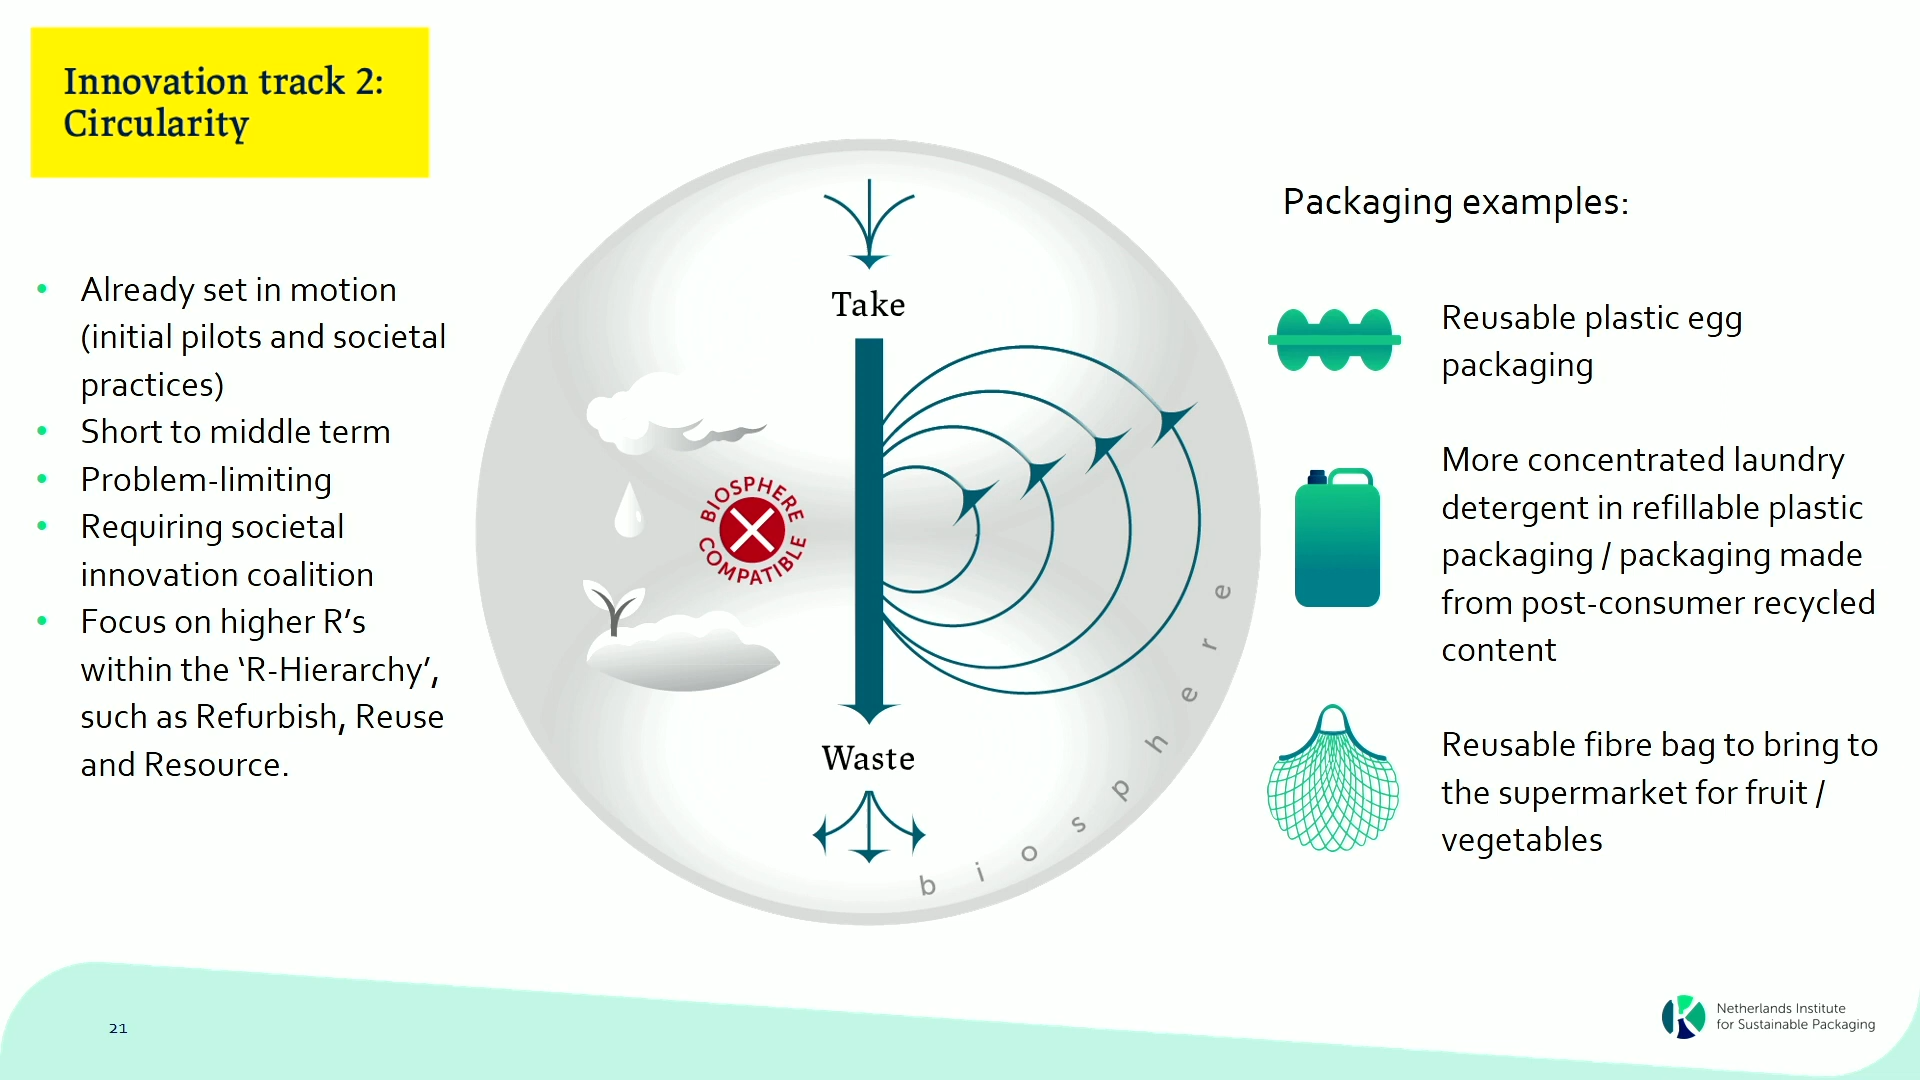 Innovation track 2:
Circularity
• Already set in motion
(initial pilots and societal
practices)
• Short to middle term
• Problem-limiting
• Requiring societal
innovation coalition
• Focus on higher R’s
within the ‘R-Hierarchy’,
such as Refurbish, Reuse
and Resource.
Take
BIOSPHERE
COMPATIBLE
Waste
biosphere
Packaging examples:
Reusable plastic egg
packaging
More concentrated laundry
detergent in refillable plastic
packaging / packaging made
from post-consumer recycled
content
Reusable fibre bag to bring to
the supermarket for fruit /
vegetables
21
Netherlands Institute
for Sustainable Packaging